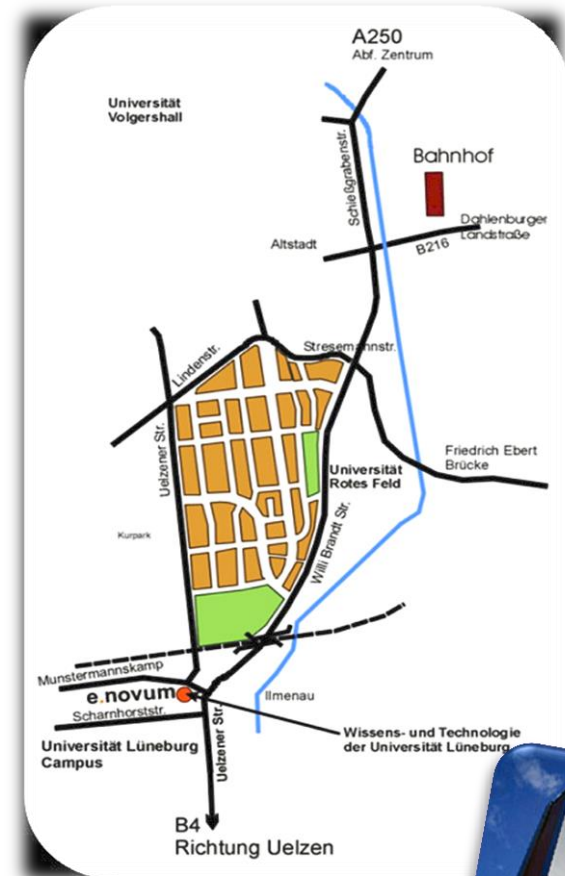 A250
Abf. Zentrum
Universität
Volgershall
Schießgrabenstr.
Bahnhof
Dahlenburger
Landstraße
B216
Altstadt
Stresemannstr.
Lindenstr.
Uelzener Str.
Friedrich Ebert
Brücke
Universität
Rotes Feld
Willi Brandt Str.
Kurpark
Munstermannskamp
e.novum
Scharnhorststr.
Ilmenau
Uelzener Str.
Wissens- und Technologie
der Universität Lüneburg
Universität Lüneburg
Campus
B4
Richtung Uelzen